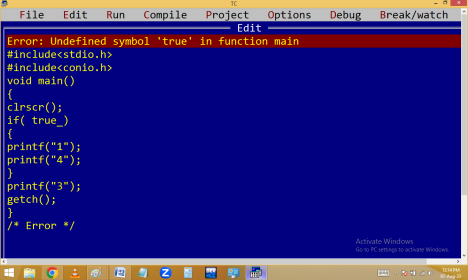 TC
File Edit Run Compile Project Options Debug Break/watch
Edit
Error: Undefined symbol 'true' in function main
#include<stdio.h>
#include<conio.h>
void main()
{
clrscr();
if( true_)
{
printf("1");
printf("4");
}
printf("3");
getch();
}
/* Error */
Activate Windows
Go to PC settings to activate Windows.